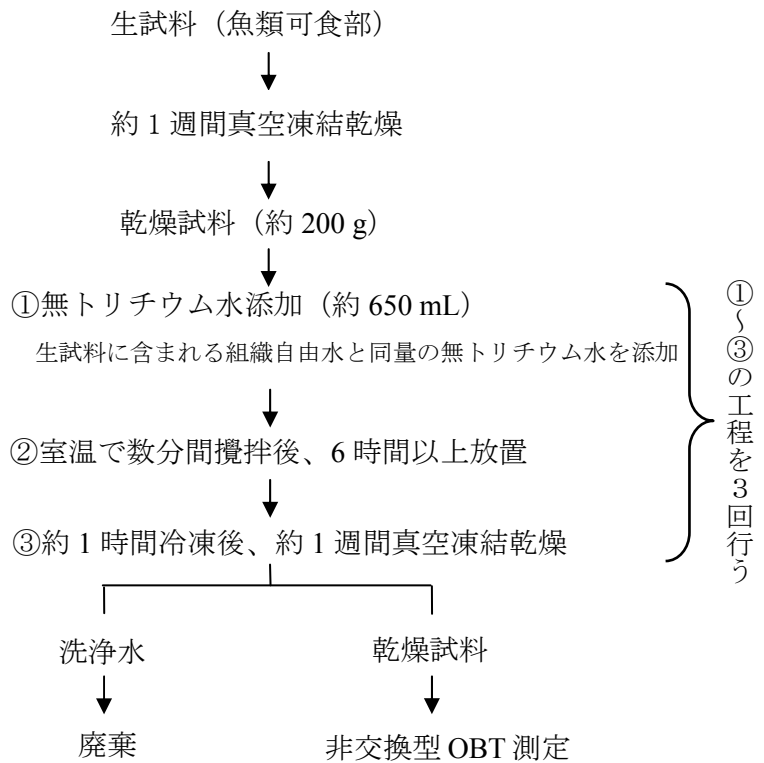 生試料（魚類可食部）
約 1 週間真空凍結乾燥
乾燥試料（約 200 g）
①無トリチウム水添加（約 650 mL）
生試料に含まれる組織自由水と同量の無トリチウム水を添加
②室温で数分間攪拌後、6 時間以上放置
③約 1 時間冷凍後、約 1 週間真空凍結乾燥
①～③の工程を３回行う
洗浄水
乾燥試料
廃棄
非交換型 OBT 測定